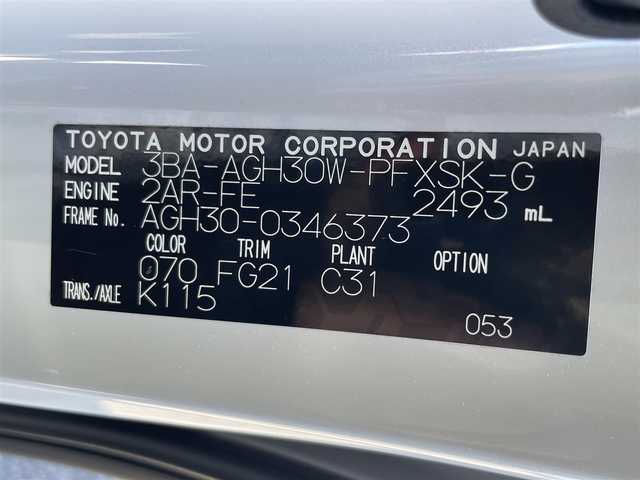 TOYOTA MOTOR CORPORATION JAPAN
MODEL 3BA-AGH30W-PFXSK-G
ENGINE 2AR-FE 2493 mL
FRAME No. AGH30-0346373
COLOR TRIM PLANT OPTION
070 FG21 C31
TRANS./AXLE K115
053